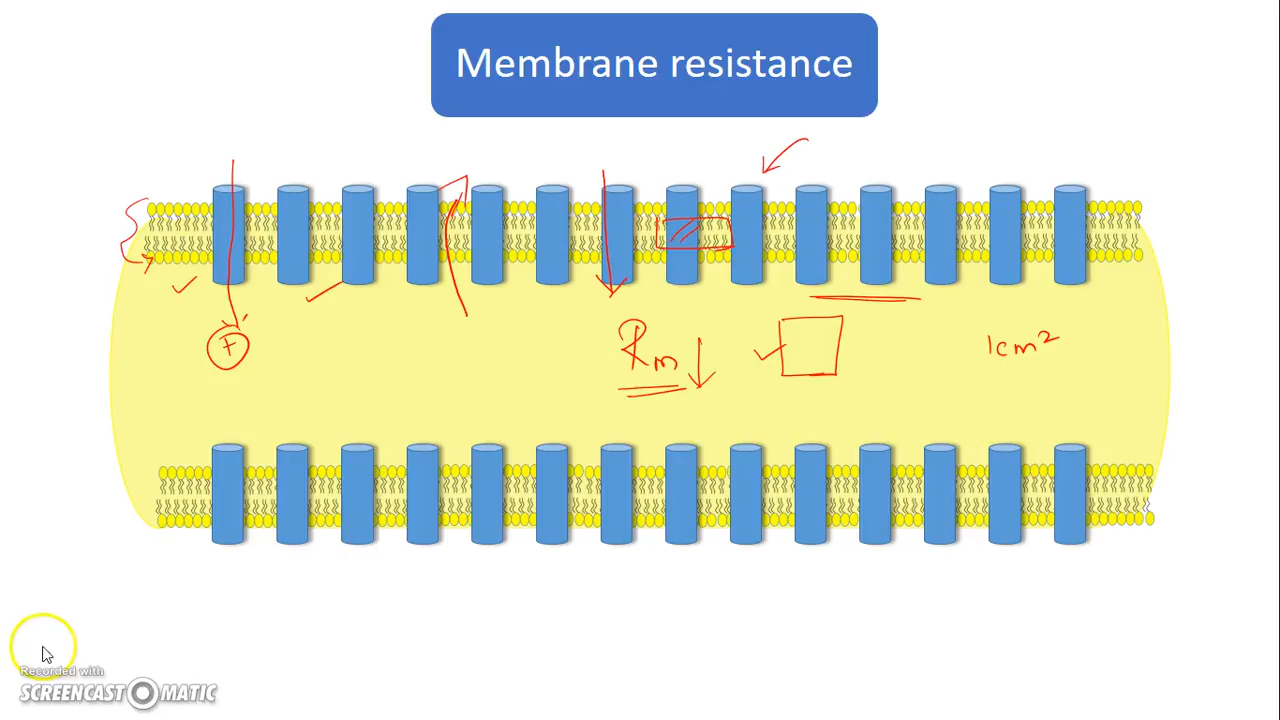 Membrane resistance
+
Rm ↓
1cm²
Recorded with
SCREENCAST MATIC